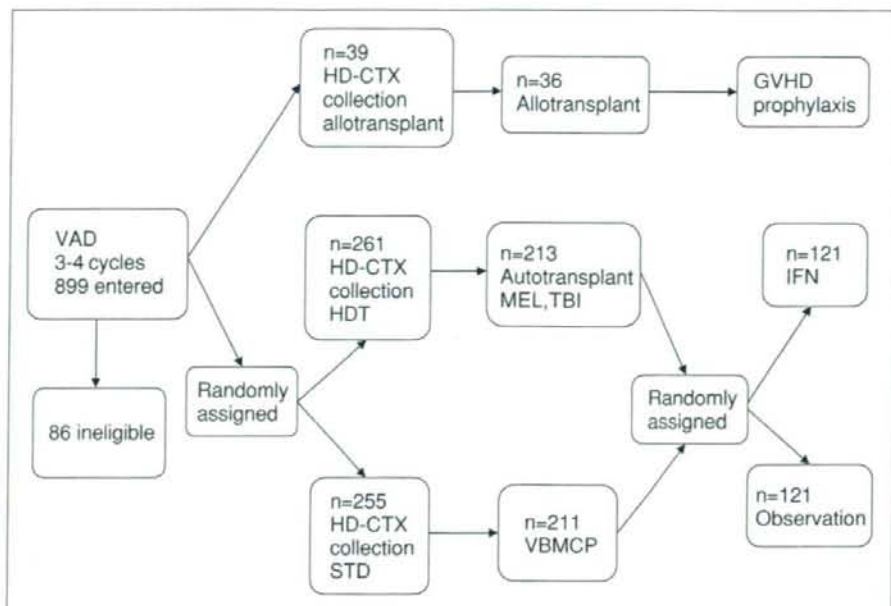 n=39
HD-CTX
collection
allotransplant
n=36
Allotransplant
GVHD
prophylaxis
VAD
3-4 cycles
899 entered
n=261
HD-CTX
collection
HDT
n=213
Autotransplant
MEL,TBI
n=121
IFN
86 ineligible
Randomly
assigned
Randomly
assigned
n=255
HD-CTX
collection
STD
n=211
VBMCP
n=121
Observation